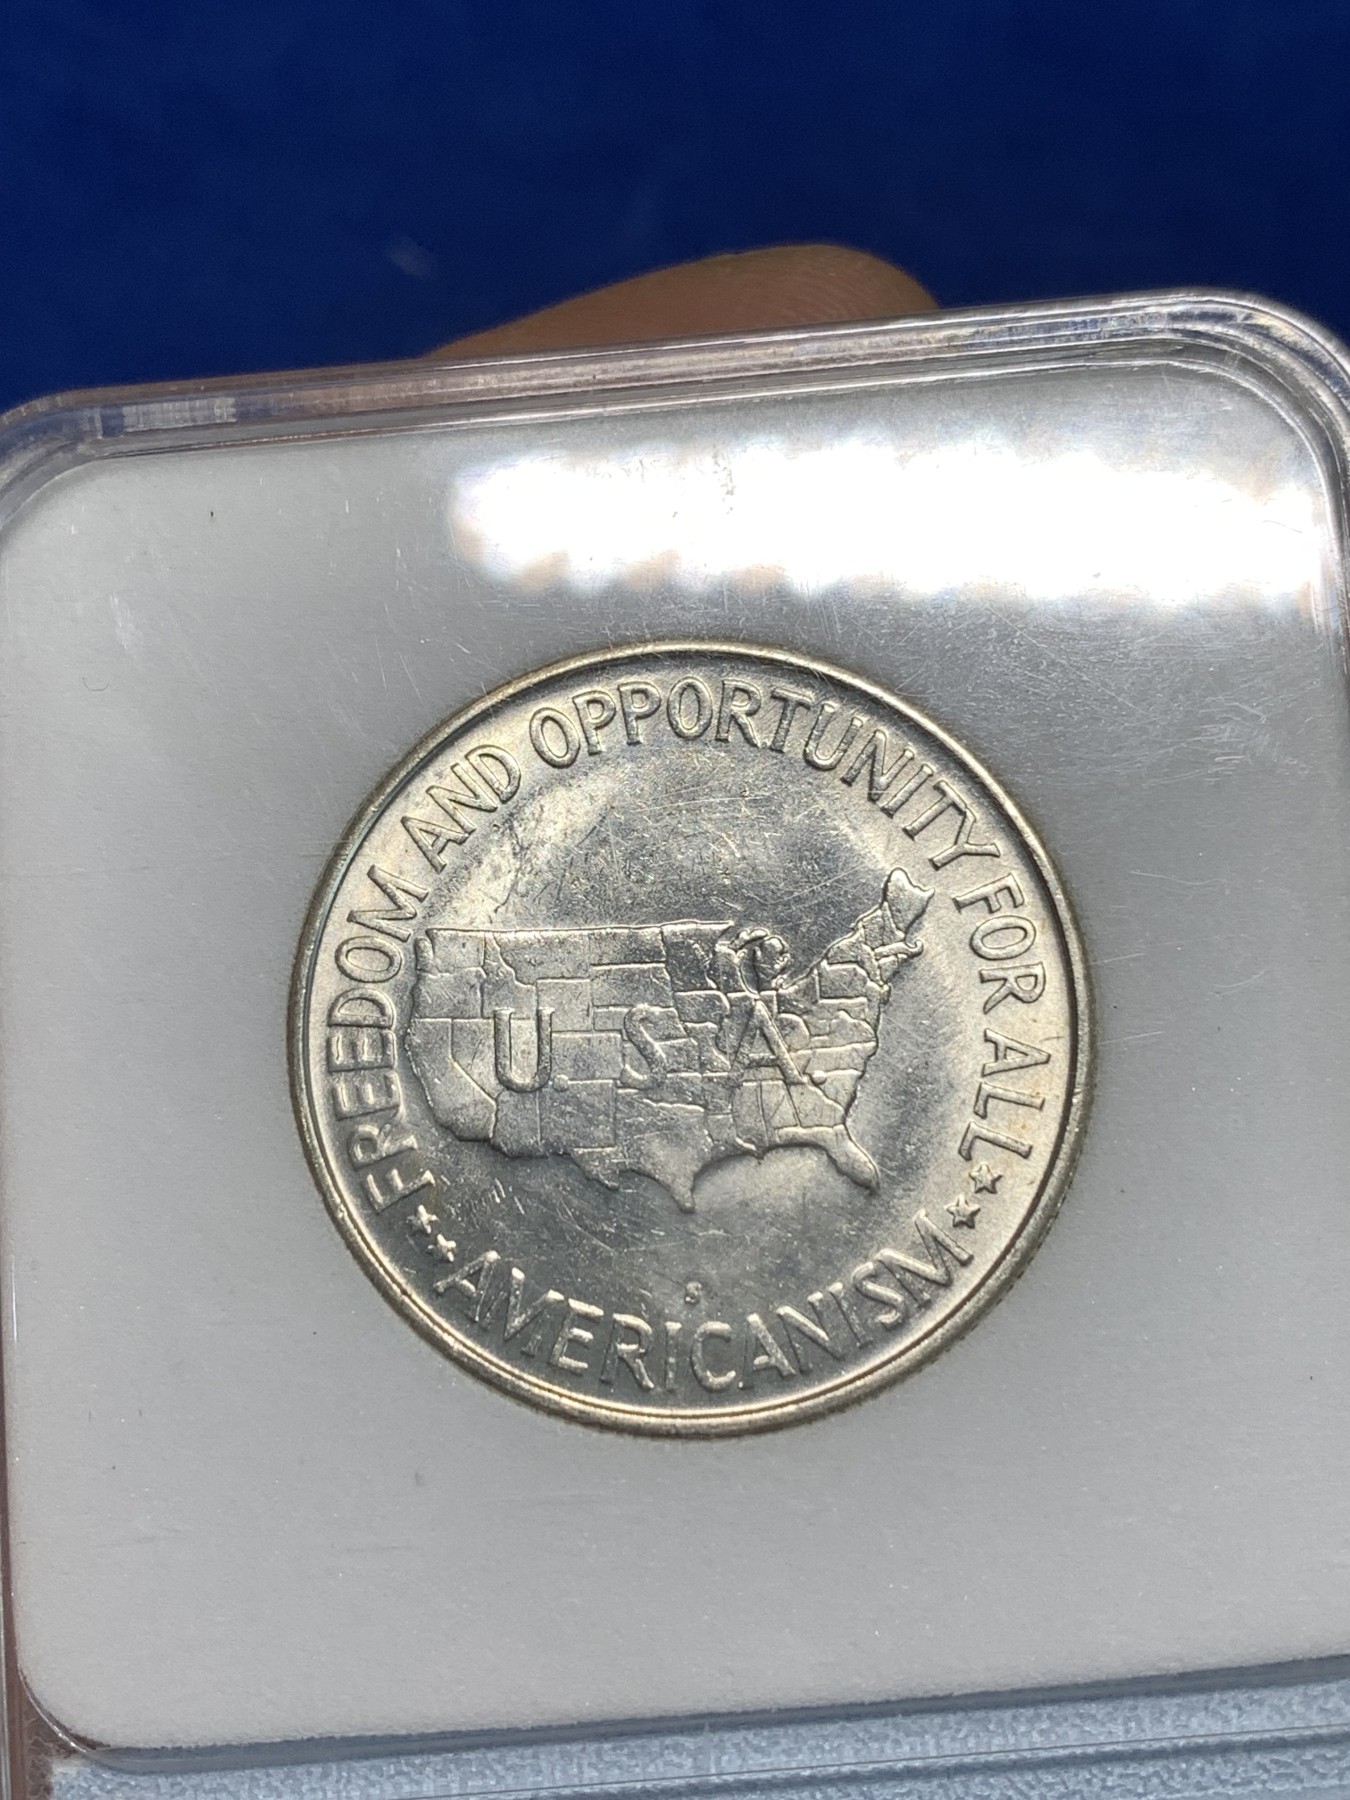 FREEDOM AND OPPORTUNITY FOR ALL
U.S.A
S
AMERICANISM